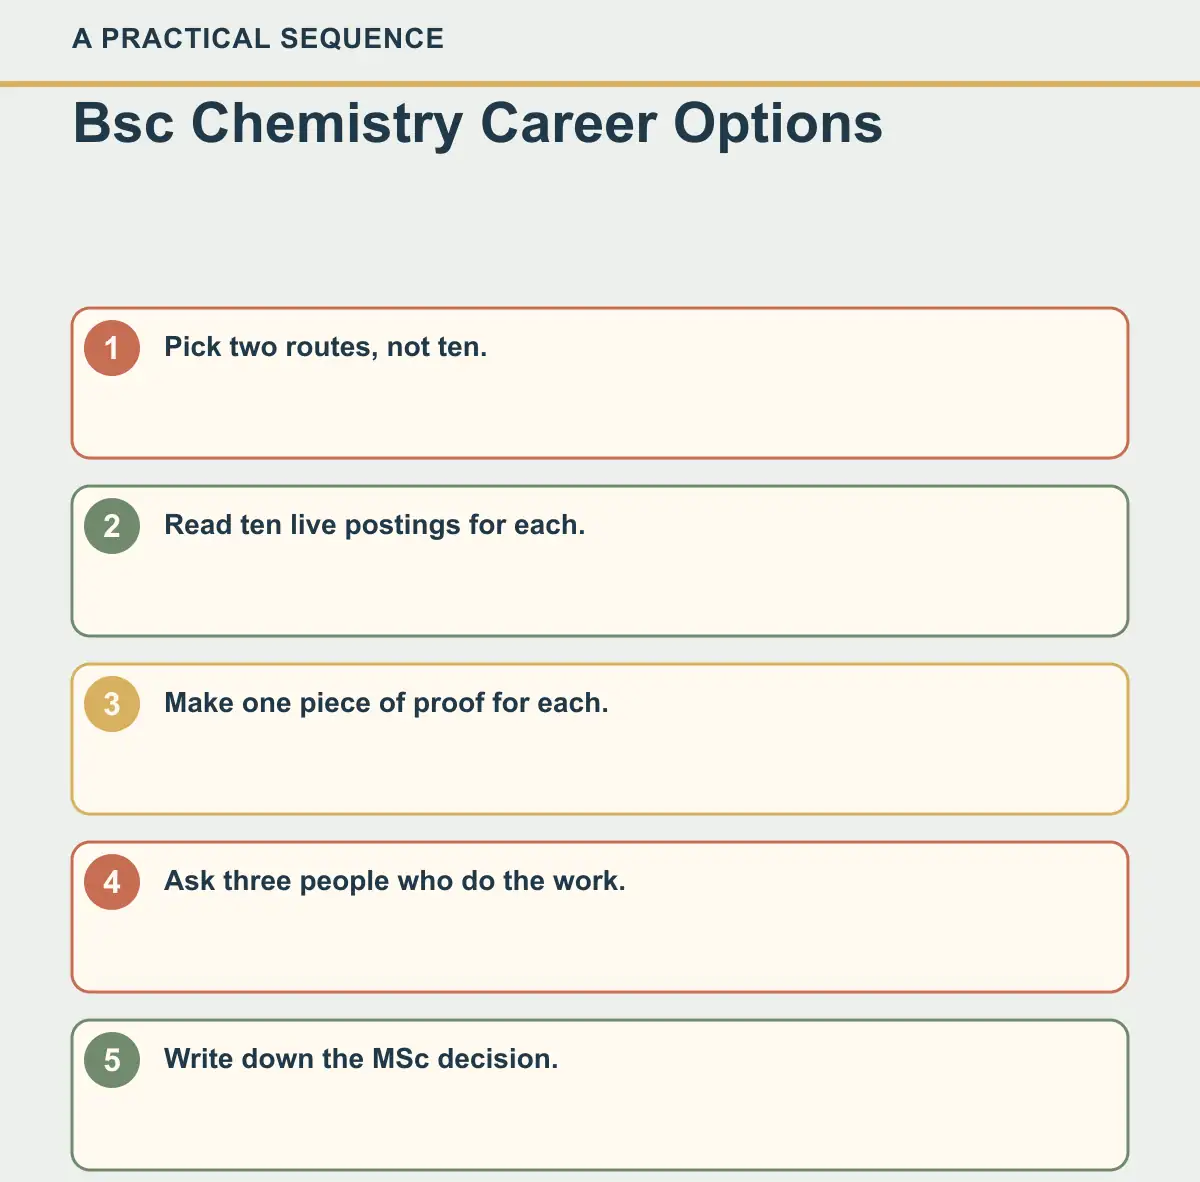 A PRACTICAL SEQUENCE
Bsc Chemistry Career Options
1 Pick two routes, not ten.
2 Read ten live postings for each.
3 Make one piece of proof for each.
4 Ask three people who do the work.
5 Write down the MSc decision.